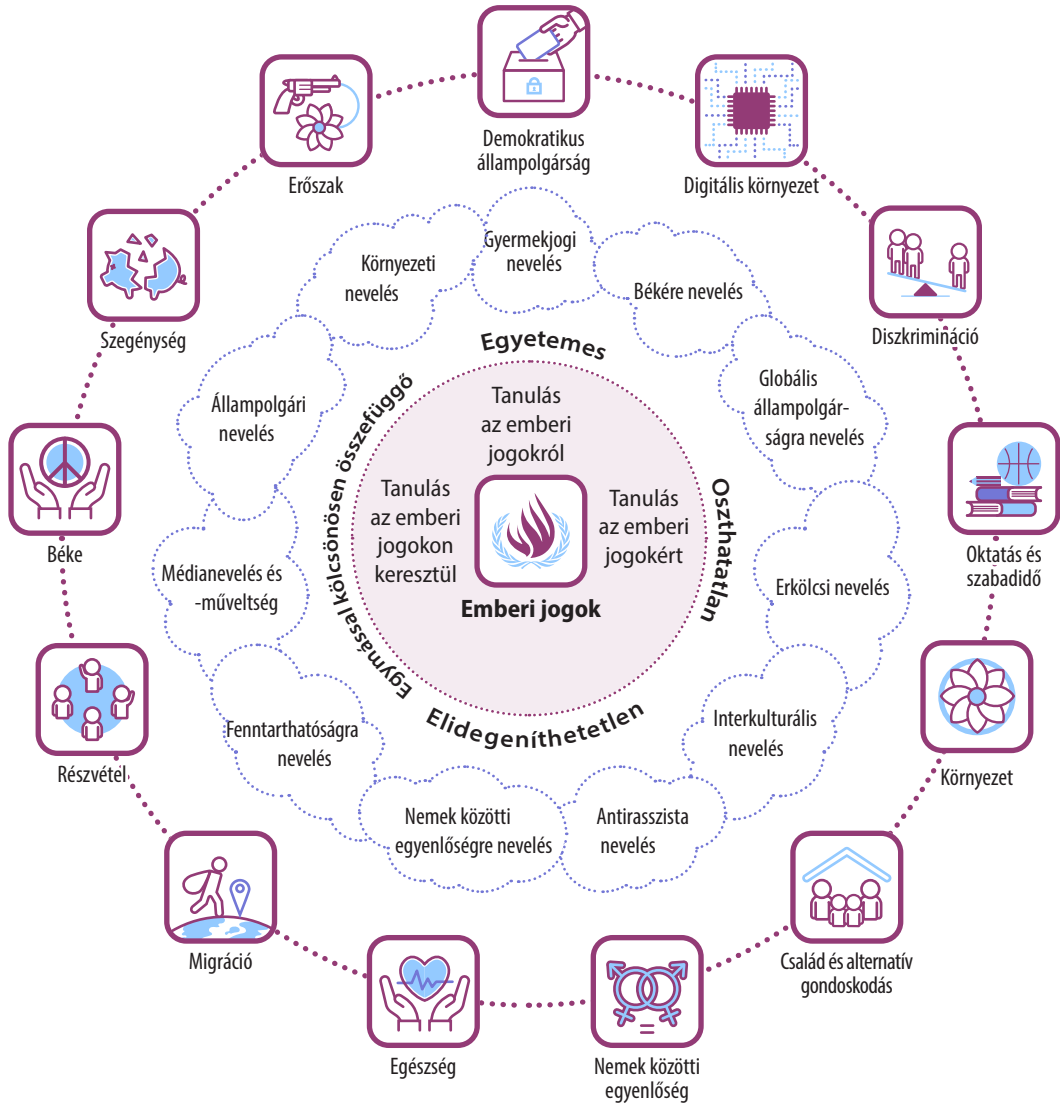 Demokratikus
állampolgárság
Digitális környezet
Diszkrimináció
Oktatás és
szabadidő
Környezet
Család és alternatív
gondoskodás
Nemek közötti
egyenlőség
Egészség
Migráció
Részvétel
Béke
Szegénység
Erőszak
Gyermekjogi
nevelés
Békére nevelés
Globális
állampolgár-
ságra nevelés
Erkölcsi nevelés
Interkulturális
nevelés
Antirasszista
nevelés
Nemek közötti
egyenlőségre nevelés
Fenntarthatóságra
nevelés
Médianevelés és
-műveltség
Állampolgári
nevelés
Környezeti
nevelés
Egyetemes
Oszthatatlan
Elidegeníthetetlen
Egymással kölcsönösen összefüggő
Tanulás
az emberi
jogokról
Tanulás
az emberi
jogokért
Tanulás
az emberi
jogokon
keresztül
Emberi jogok